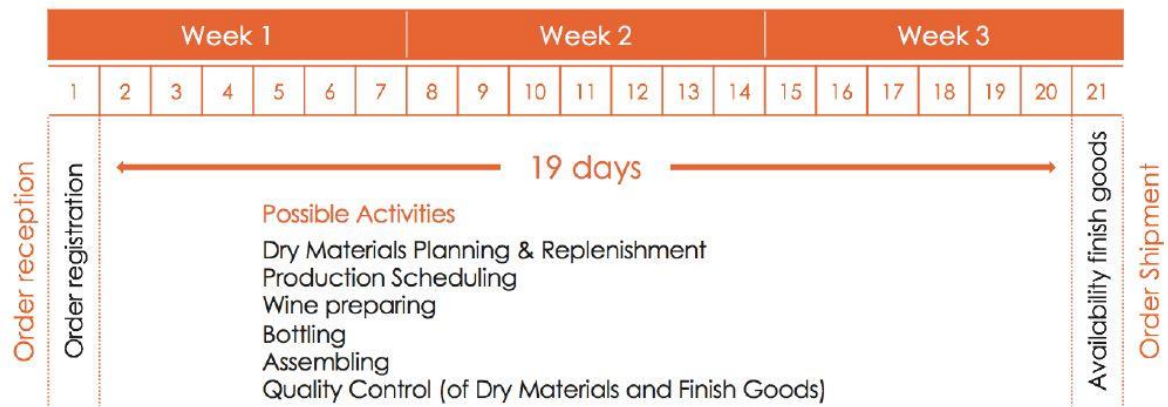 Week 1 Week 2 Week 3
1 2 3 4 5 6 7 8 9 10 11 12 13 14 15 16 17 18 19 20 21
Order reception
Order registration
19 days
Possible Activities
Dry Materials Planning & Replenishment
Production Scheduling
Wine preparing
Bottling
Assembling
Quality Control (of Dry Materials and Finish Goods)
Availability finish goods
Order Shipment